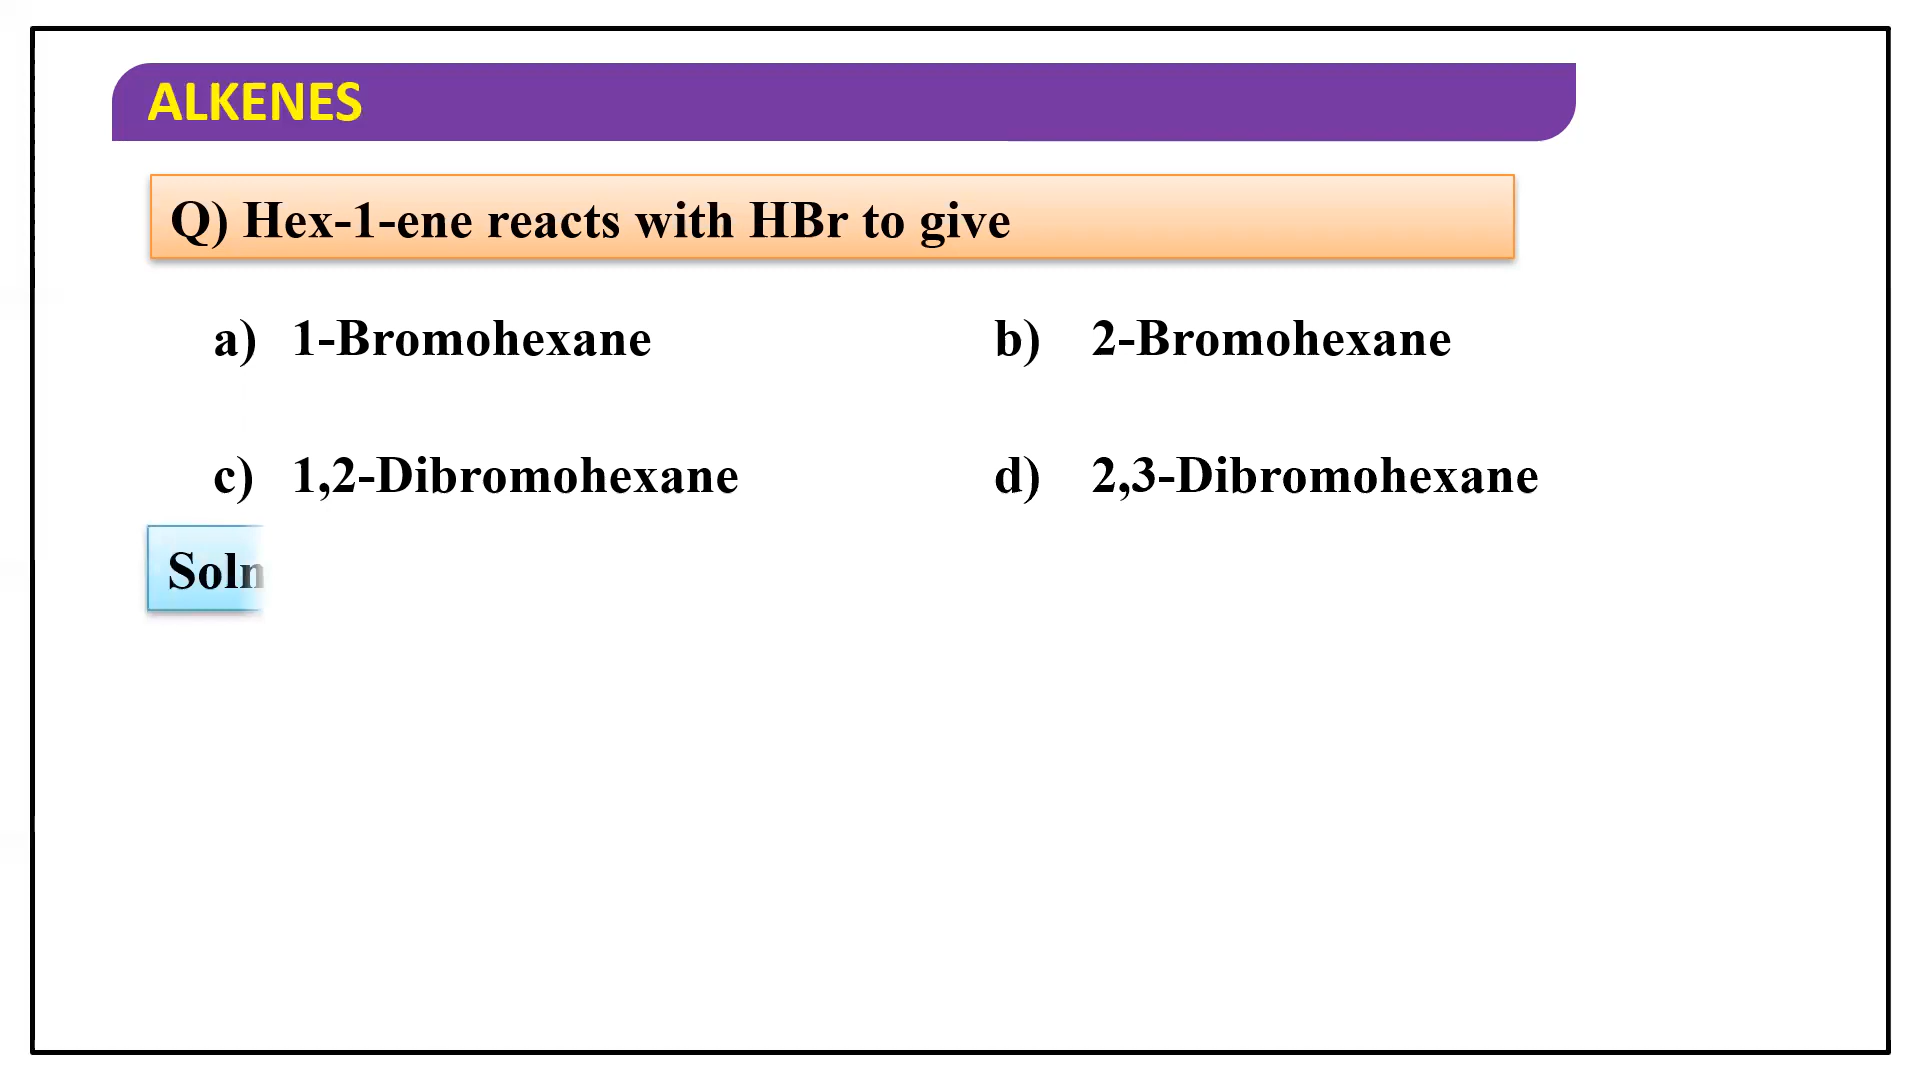 ALKENES
Q) Hex-1-ene reacts with HBr to give
a) 1-Bromohexane b) 2-Bromohexane
c) 1,2-Dibromohexane d) 2,3-Dibromohexane
Soln